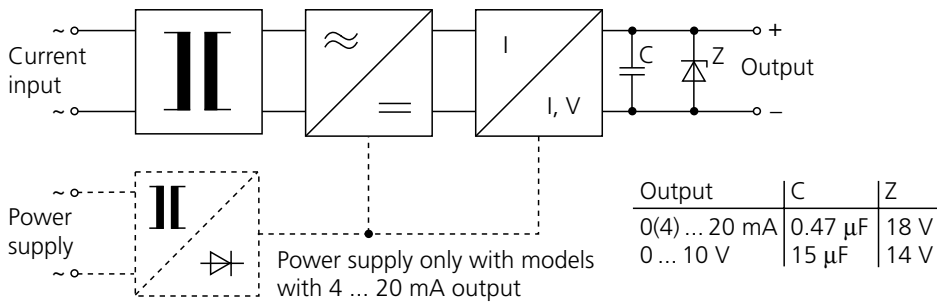 ~
Current
input
~
I
I, V
C
Z
+
Output
–
~
Power
supply
~
Power supply only with models
with 4 ... 20 mA output
Output C Z
0(4) ... 20 mA 0.47 µF 18 V
0 ... 10 V 15 µF 14 V